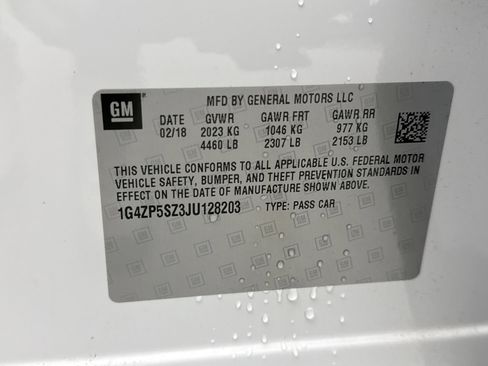 GM
MFD BY GENERAL MOTORS LLC
DATE GVWR GAWR FRT GAWR RR
02/18 2023 KG 1046 KG 977 KG
4460 LB 2307 LB 2153 LB
THIS VEHICLE CONFORMS TO ALL APPLICABLE U.S. FEDERAL MOTOR
VEHICLE SAFETY, BUMPER, AND THEFT PREVENTION STANDARDS
IN EFFECT ON THE DATE OF MANUFACTURE SHOWN ABOVE.
1G4ZP5SZ3JU128203 TYPE: PASS CAR